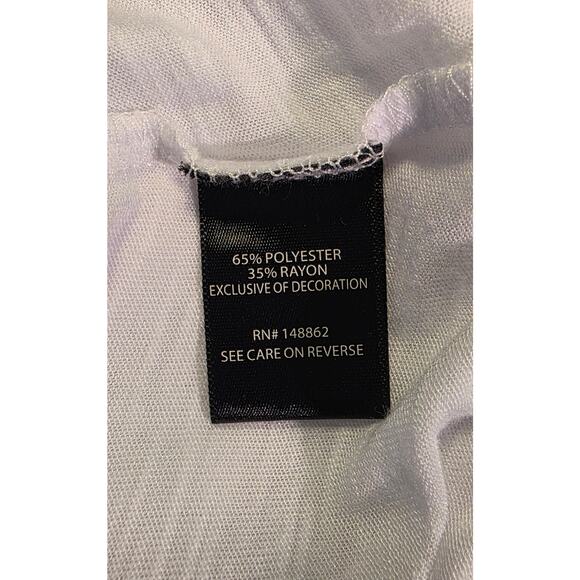 65% POLYESTER
35% RAYON
EXCLUSIVE OF DECORATION
RN# 148862
SEE CARE ON REVERSE